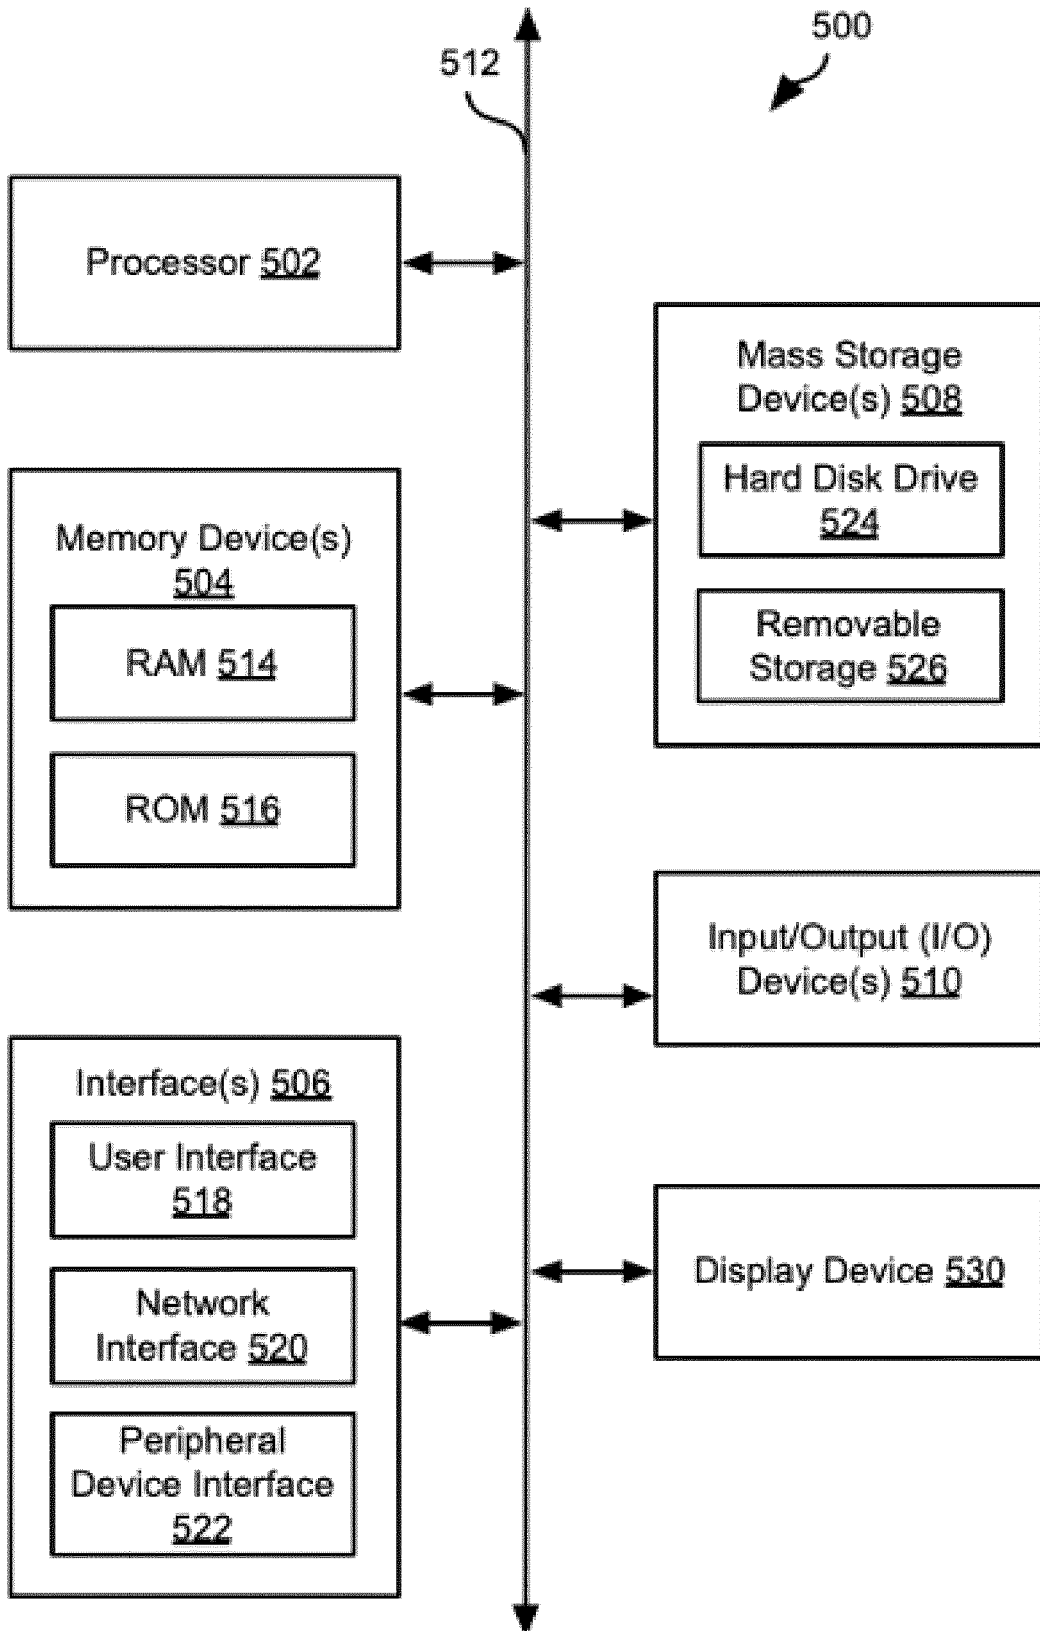 500
512
Processor 502
Mass Storage
Device(s) 508
Hard Disk Drive
524
Removable
Storage 526
Memory Device(s)
504
RAM 514
ROM 516
Input/Output (I/O)
Device(s) 510
Interface(s) 506
User Interface
518
Network
Interface 520
Peripheral
Device Interface
522
Display Device 530